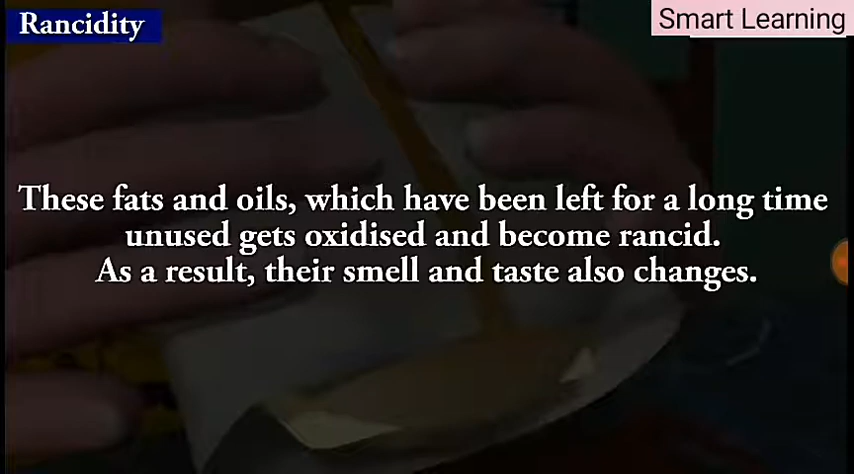 Rancidity
Smart Learning
These fats and oils, which have been left for a long time
unused gets oxidised and become rancid.
As a result, their smell and taste also changes.